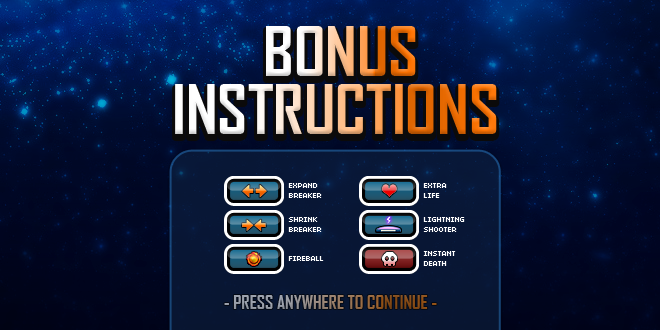 BONUS
INSTRUCTIONS
EXPAND
BREAKER
EXTRA
LIFE
SHRINK
BREAKER
LIGHTNING
SHOOTER
FIREBALL
INSTANT
DEATH
- PRESS ANYWHERE TO CONTINUE -